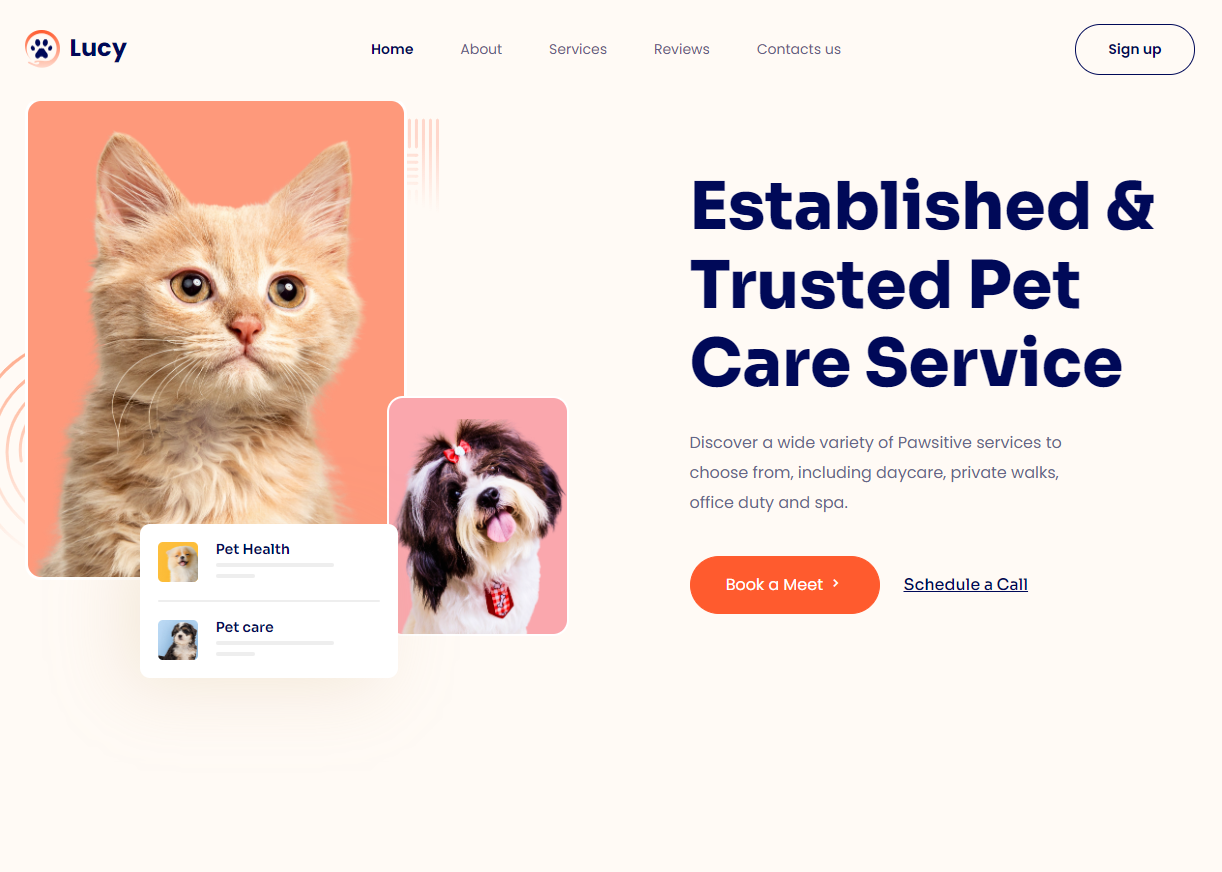 Lucy
Home
About
Services
Reviews
Contacts us
Sign up
Established &
Trusted Pet
Care Service
Discover a wide variety of Pawsitive services to
choose from, including daycare, private walks,
office duty and spa.
Book a Meet
Schedule a Call
Pet Health
Pet care